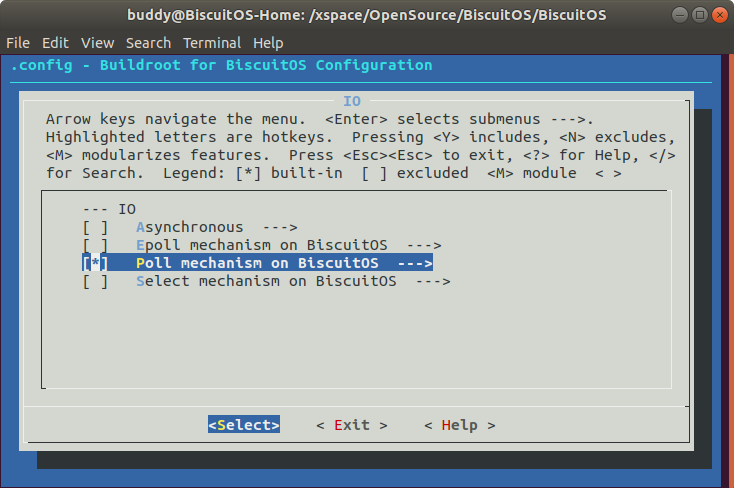 buddy@BiscuitOS-Home: /xspace/OpenSource/BiscuitOS/BiscuitOS
File Edit View Search Terminal Help
.config - Buildroot for BiscuitOS Configuration
IO
Arrow keys navigate the menu. <Enter> selects submenus --->.
Highlighted letters are hotkeys. Pressing <Y> includes, <N> excludes,
<M> modularizes features. Press <Esc><Esc> to exit, <?> for Help, </>
for Search. Legend: [*] built-in [ ] excluded <M> module < >
--- IO
[ ] Asynchronous --->
[ ] Epoll mechanism on BiscuitOS --->
[*] Poll mechanism on BiscuitOS --->
[ ] Select mechanism on BiscuitOS --->
<Select> < Exit > < Help >